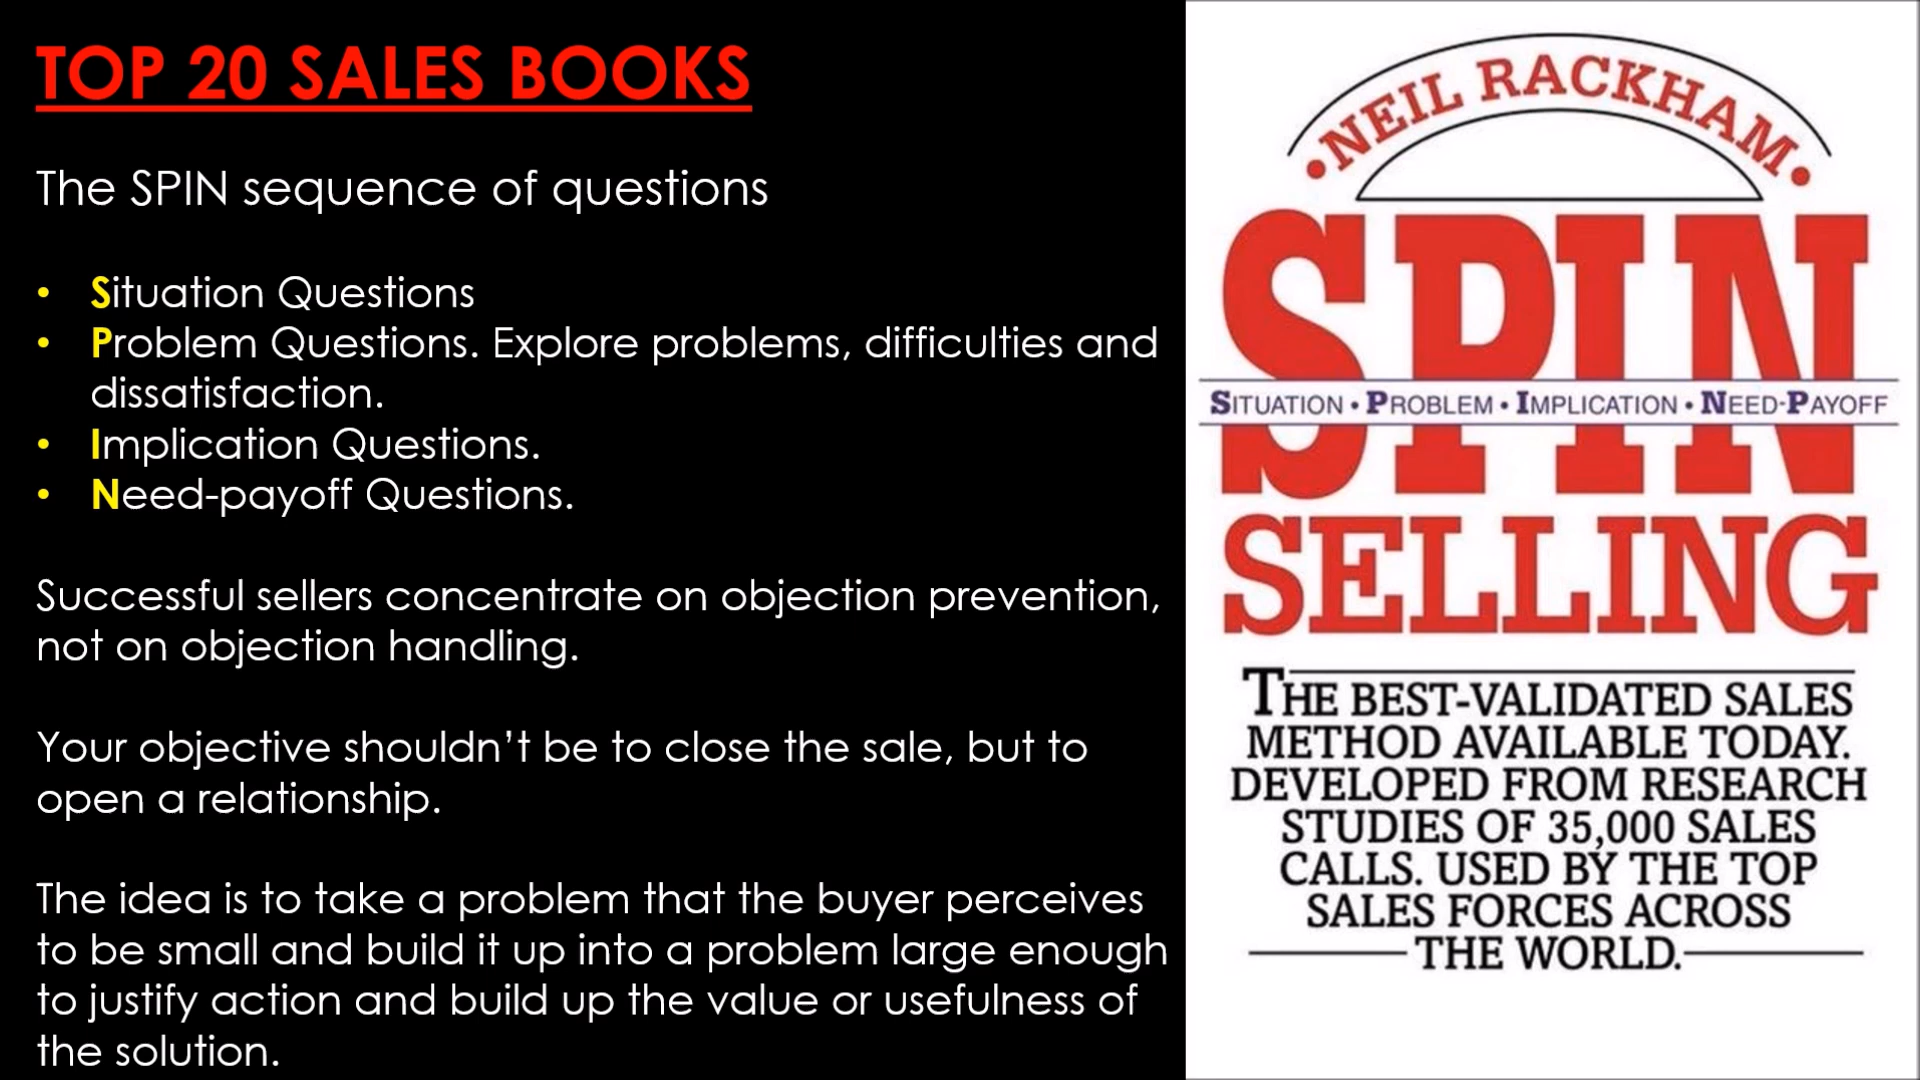 TOP 20 SALES BOOKS
The SPIN sequence of questions
• Situation Questions
• Problem Questions. Explore problems, difficulties and
dissatisfaction.
• Implication Questions.
• Need-payoff Questions.
Successful sellers concentrate on objection prevention,
not on objection handling.
Your objective shouldn’t be to close the sale, but to
open a relationship.
The idea is to take a problem that the buyer perceives
to be small and build it up into a problem large enough
to justify action and build up the value or usefulness of
the solution.
• NEIL RACKHAM •
SPIN
SITUATION • PROBLEM • IMPLICATION • NEED-PAYOFF
SELLING
THE BEST-VALIDATED SALES
METHOD AVAILABLE TODAY.
DEVELOPED FROM RESEARCH
STUDIES OF 35,000 SALES
CALLS. USED BY THE TOP
SALES FORCES ACROSS
THE WORLD.